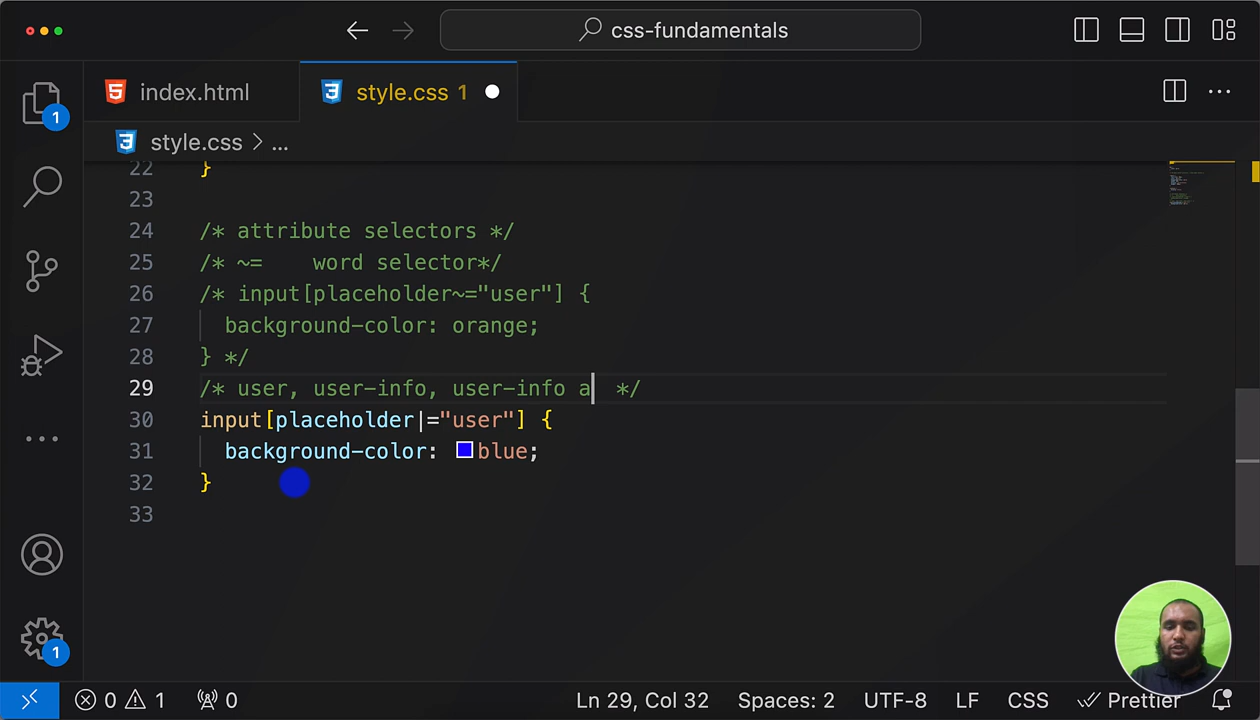 css-fundamentals
index.html
style.css 1
1
style.css > ...
22 }
23
24 /* attribute selectors */
25 /* ~=    word selector*/
26 /* input[placeholder~="user"] {
27   background-color: orange;
28 } */
29 /* user, user-info, user-info a  */
30 input[placeholder|="user"] {
31   background-color: blue;
32 }
33
1
0 1 0 Ln 29, Col 32 Spaces: 2 UTF-8 LF CSS Prettier